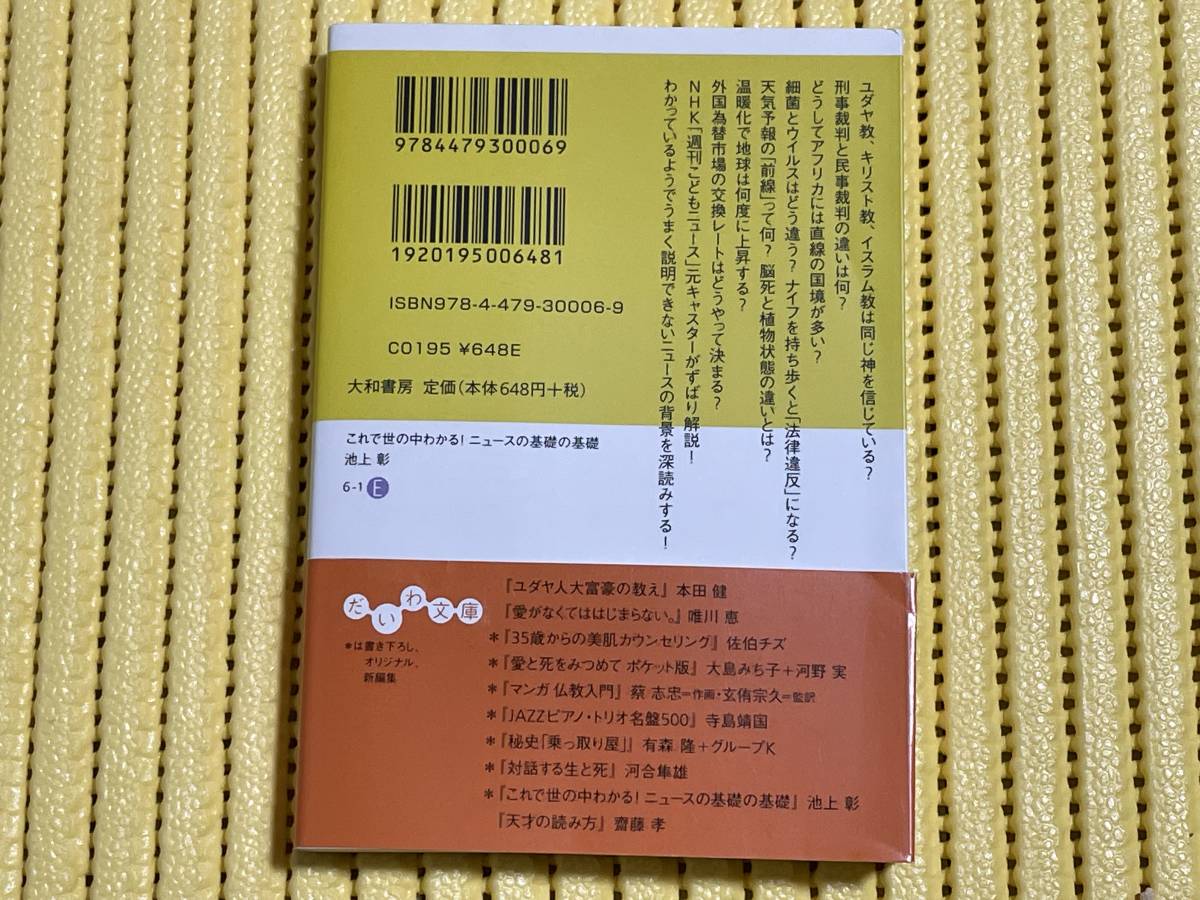 ユダヤ教、キリスト教、イスラム教は同じ神を信じている?
刑事裁判と民事裁判の違いは何?
どうしてアフリカには直線の国境が多い?
細菌とウイルスはどう違う? ナイフを持ち歩くと「法律違反」になる?
天気予報の「前線」って何? 脳死と植物状態の違いとは?
温暖化で地球は何度に上昇する?
外国為替市場の交換レートはどうやって決まる?
NHK「週刊こどもニュース」元キャスターがずばり解説!
わかっているようでうまく説明できないニュースの背景を深読みする!
9784479300069
1920195006481
ISBN978-4-479-30006-9
C0195 ¥648E
大和書房 定価(本体648円+税)
これで世の中わかる! ニュースの基礎の基礎
池上 彰
6-1 E
だいわ文庫
*は書き下ろし、
オリジナル、
新編集
『ユダヤ人大富豪の教え』 本田 健
『愛がなくてははじまらない。』 唯川 恵
*『35歳からの美肌カウンセリング』 佐伯チズ
*『愛と死をみつめて ポケット版』 大島みち子+河野 実
*『マンガ 仏教入門』 蔡 志忠=作画・玄侑宗久=監訳
*『JAZZピアノ・トリオ名盤500』 寺島靖国
*『秘史「乗っ取り屋」』 有森 隆+グループK
*『対話する生と死』 河合隼雄
*『これで世の中わかる! ニュースの基礎の基礎』 池上 彰
『天才の読み方』 齋藤 孝